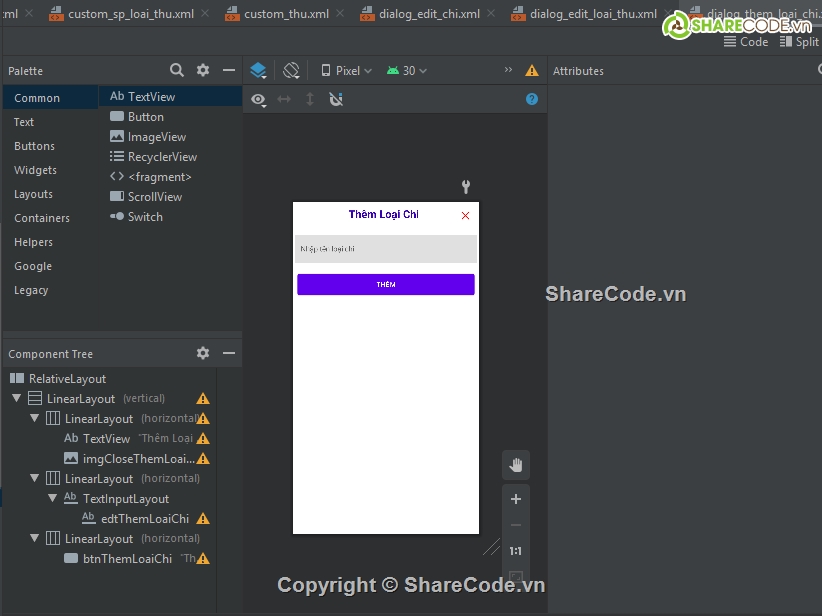 ml
custom_sp_loai_thu.xml
custom_thu.xml
dialog_edit_chi.xml
dialog_edit_loai_thu.xml
dialog_them_loai_chi.
SHARECODE.VN
Code
Split
Palette
Pixel
30
Attributes
Common
Text
Buttons
Widgets
Layouts
Containers
Helpers
Google
Legacy
Ab TextView
Button
ImageView
RecyclerView
<> <fragment>
ScrollView
Switch
Thêm Loại Chi
Nhập tên loại chi
THÊM
ShareCode.vn
Component Tree
RelativeLayout
LinearLayout (vertical)
LinearLayout (horizontal)
Ab TextView "Thêm Loại
imgCloseThemLoai...
LinearLayout (horizontal)
Ab TextInputLayout
Ab edtThemLoaiChi
LinearLayout (horizontal)
btnThemLoaiChi "Th
1:1
Copyright © ShareCode.vn